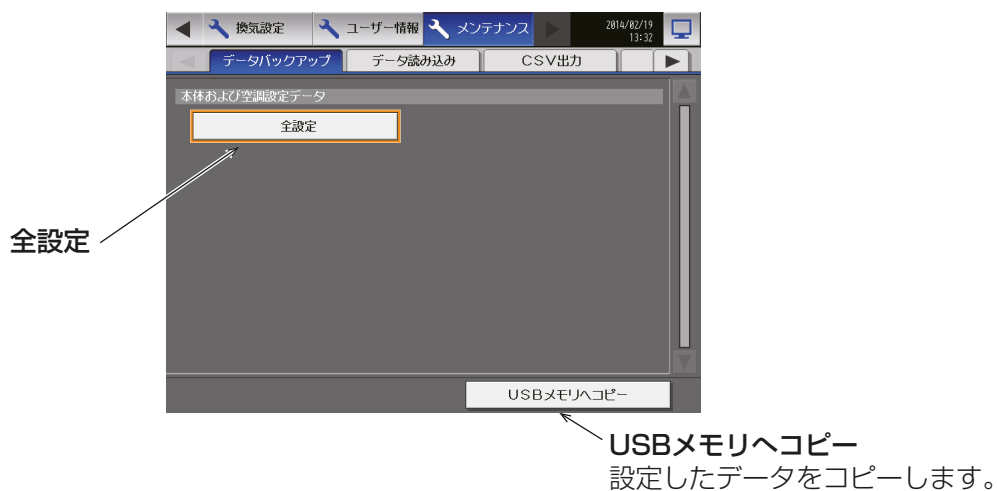 換気設定 ユーザー情報 メンテナンス 2014/02/19 13:32
データバックアップ データ読み込み CSV出力
本体および空調設定データ
全設定
全設定
USBメモリへコピー
USBメモリへコピー
設定したデータをコピーします。